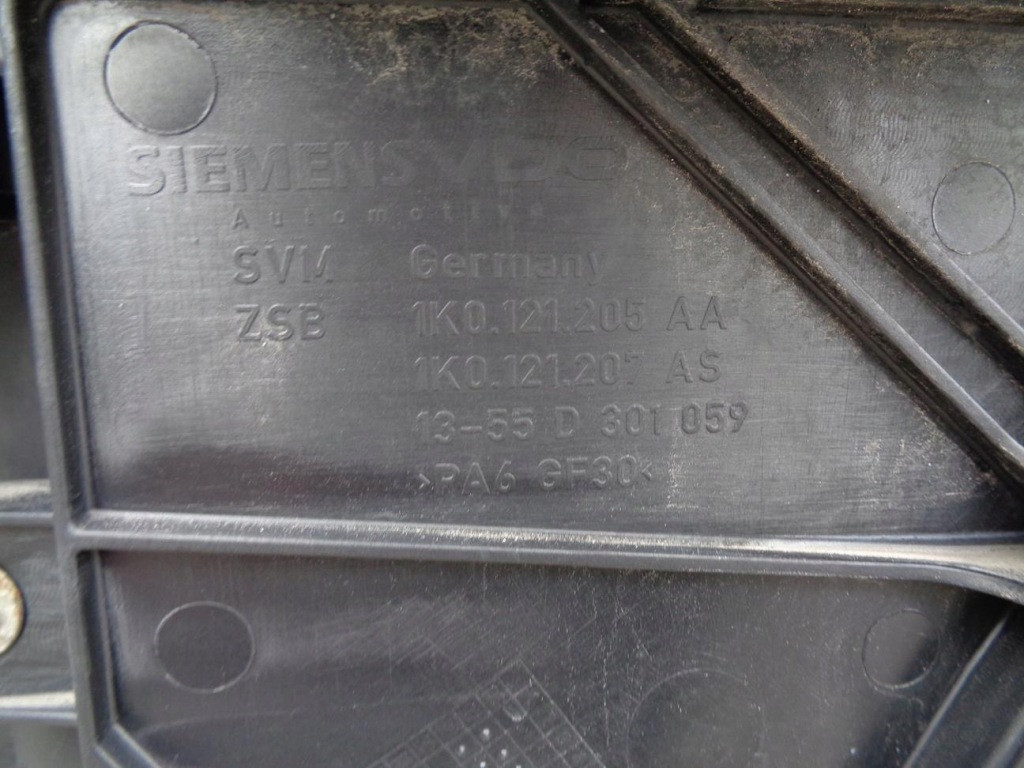 SIEMENS VDO
Automotive
SVM Germany
ZSB 1K0.121.205 AA
1K0.121.207 AS
13-55 D 301 059
>PA6 GF30<